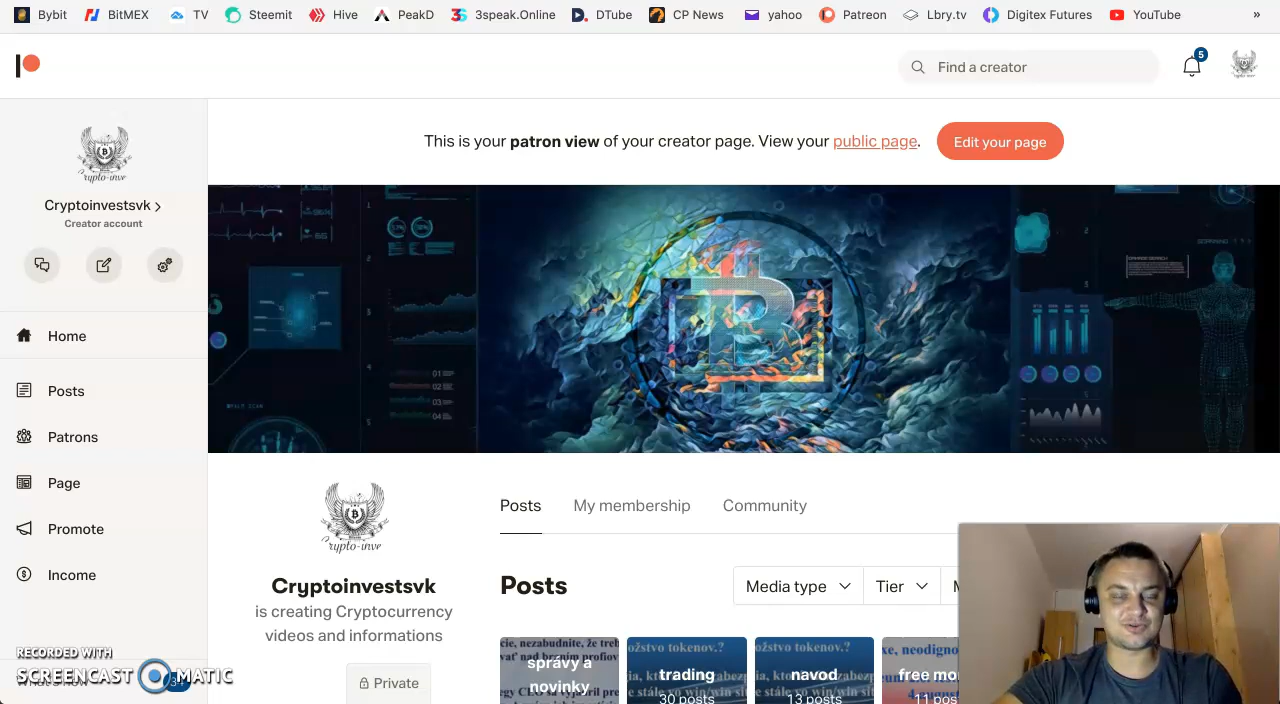 Bybit BitMEX TV Steemit Hive PeakD 3speak.Online DTube CP News yahoo Patreon Lbry.tv Digitex Futures YouTube »
Find a creator
5
This is your patron view of your creator page. View your public page.
Edit your page
Cryptoinvestsvk
Creator account
Home
Posts
Patrons
Page
Promote
Income
RECORDED WITH
SCREENCAST MATIC
Posts My membership Community
Cryptoinvestsvk
is creating Cryptocurrency
videos and informations
Private
Posts
Media type Tier
správy a
novinky
trading
30 posts
navod
13 posts
free mo
11 pos